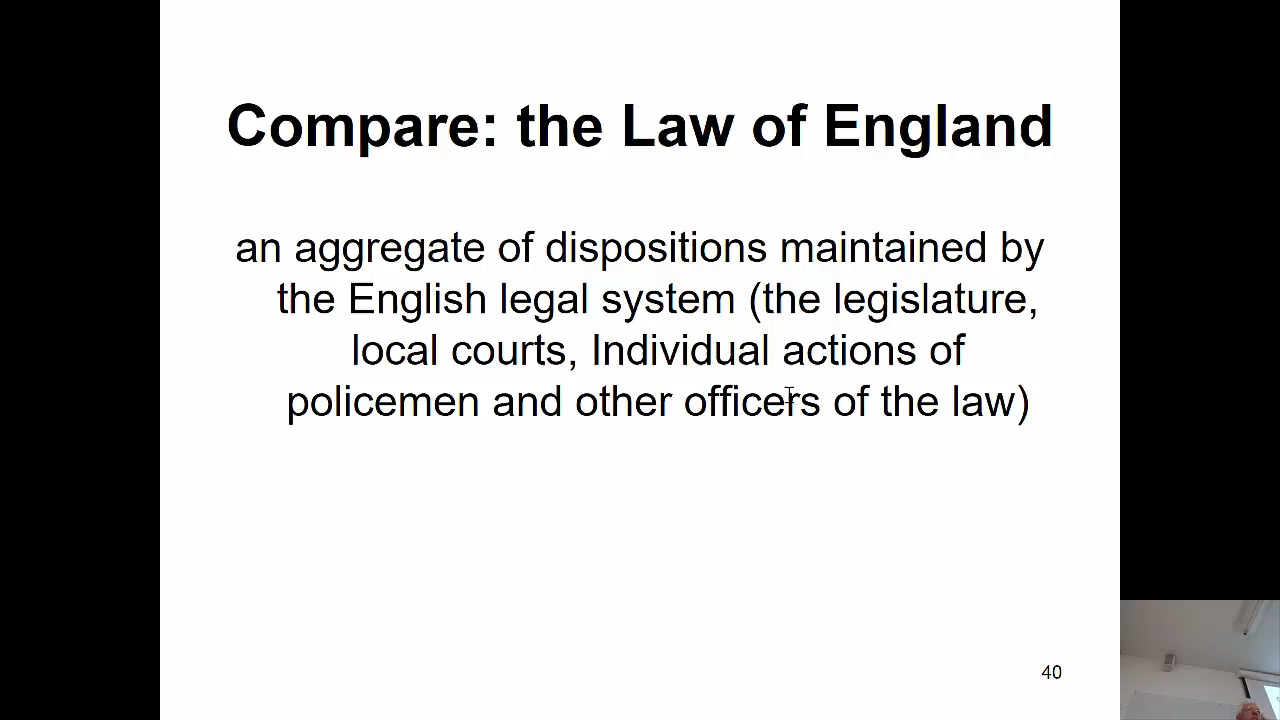 Compare: the Law of England
an aggregate of dispositions maintained by
the English legal system (the legislature,
local courts, Individual actions of
policemen and other officers of the law)
40